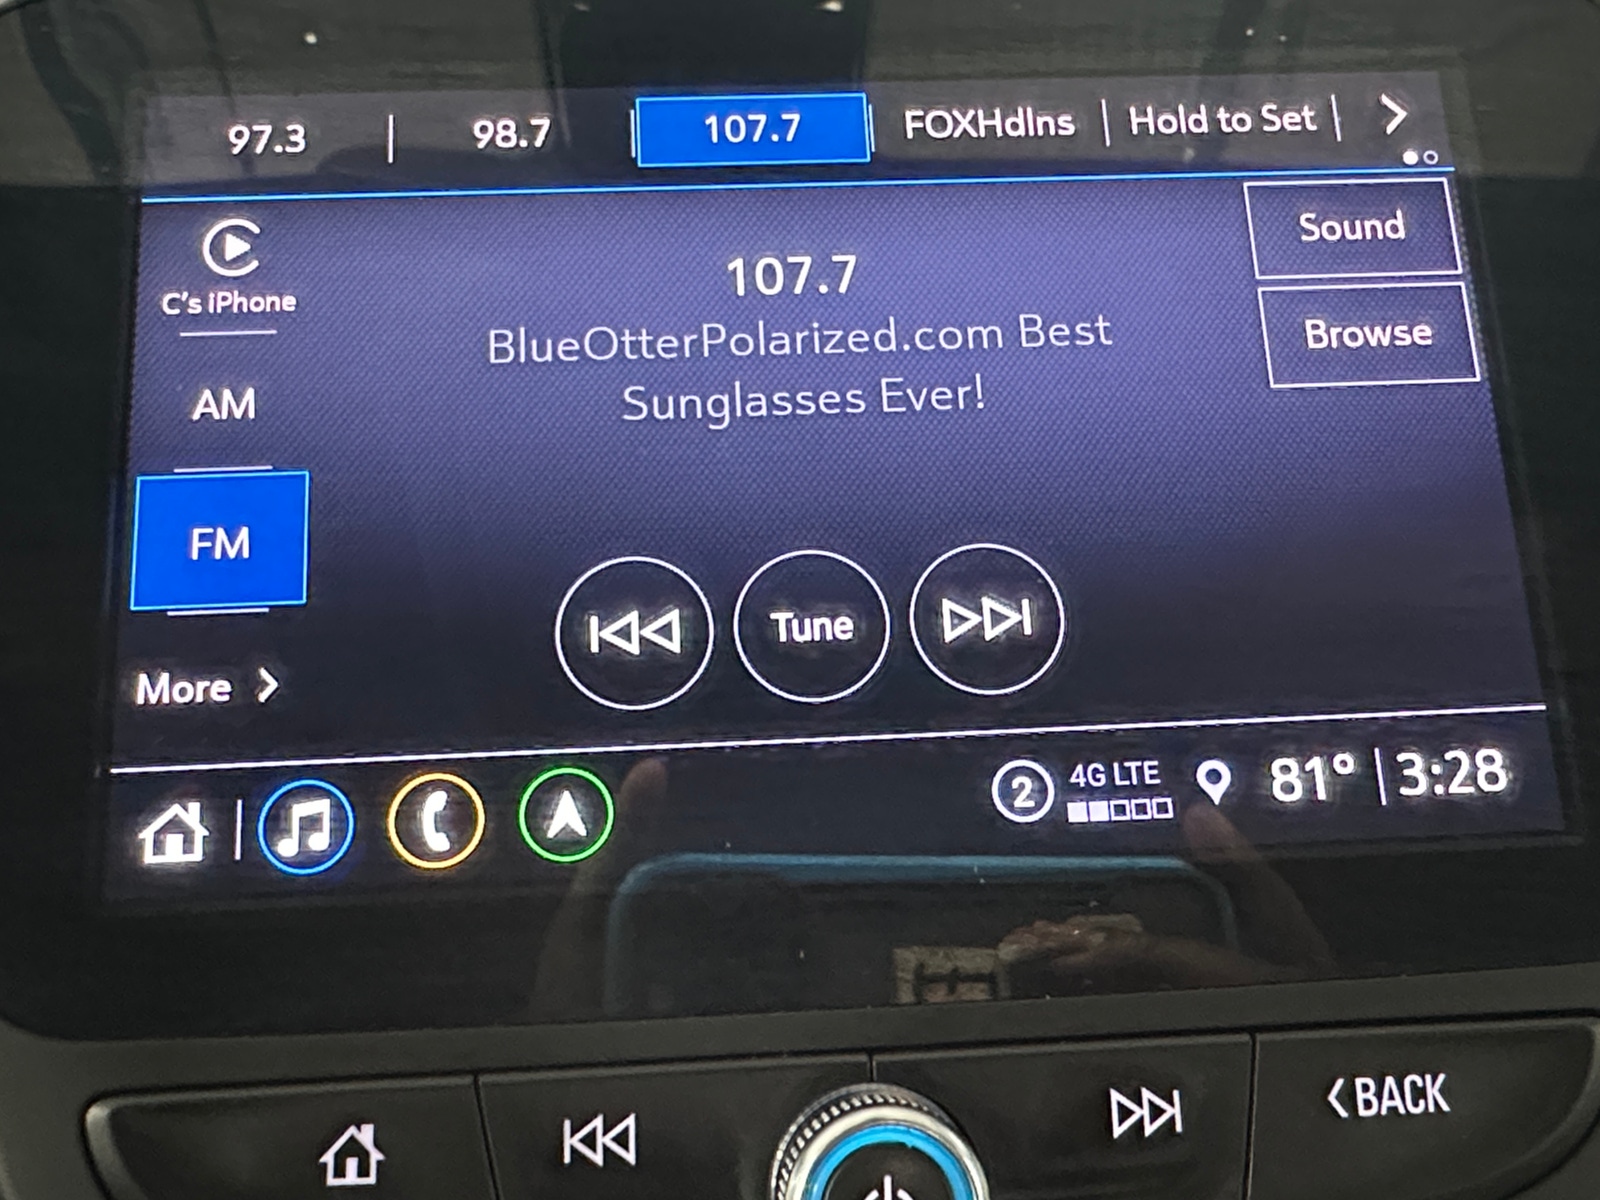 97.3 | 98.7 | 107.7 | FOXHdlns | Hold to Set |
C's iPhone
AM
FM
More
107.7
BlueOtterPolarized.com Best
Sunglasses Ever!
Sound
Browse
Tune
2 4G LTE 81° | 3:28
BACK